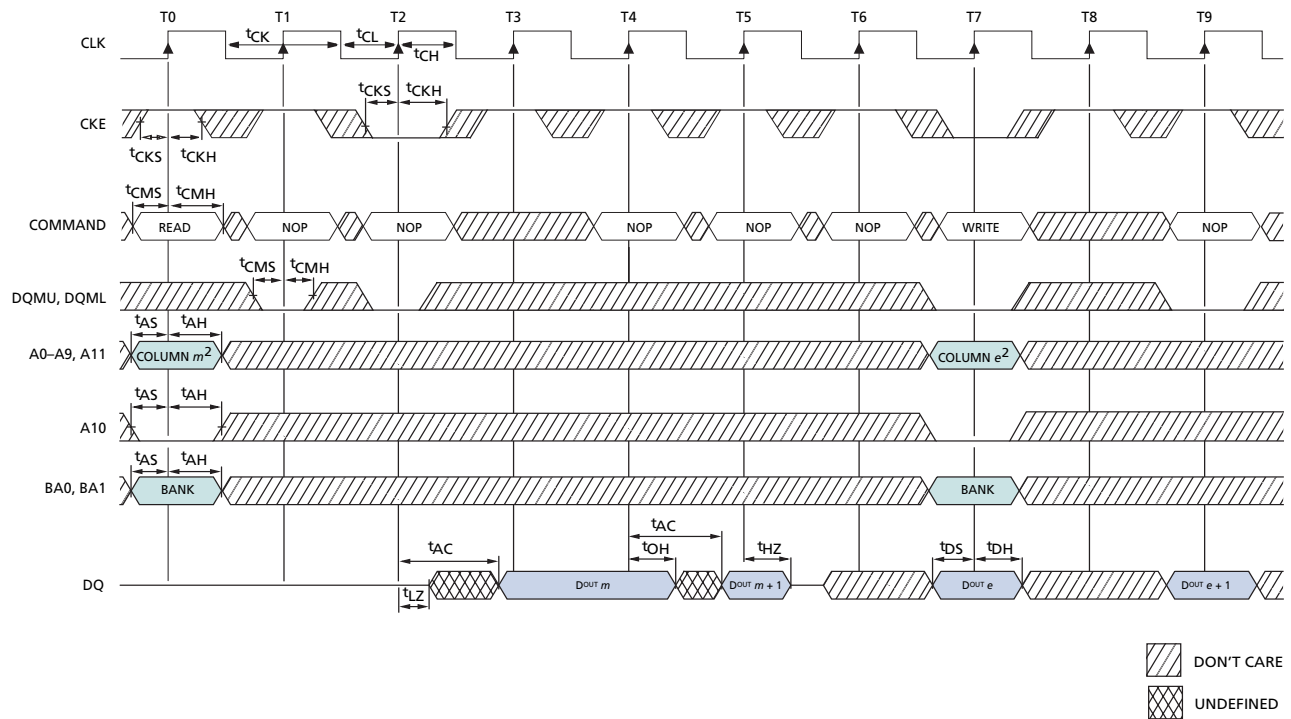 T0 T1 T2 T3 T4 T5 T6 T7 T8 T9
CLK
tCK tCL
tCH
tCKS tCKH
CKE
tCKS tCKH
tCMS tCMH
COMMAND READ NOP NOP NOP NOP NOP WRITE NOP
tCMS tCMH
DQMU, DQML
tAS tAH
A0–A9, A11 COLUMN m2 COLUMN e2
tAS tAH
A10
tAS tAH
BA0, BA1 BANK BANK
tAC
tAC tOH tHZ tDS tDH
DQ DOUT m DOUT m + 1 DOUT e DOUT e + 1
tLZ
DON'T CARE
UNDEFINED